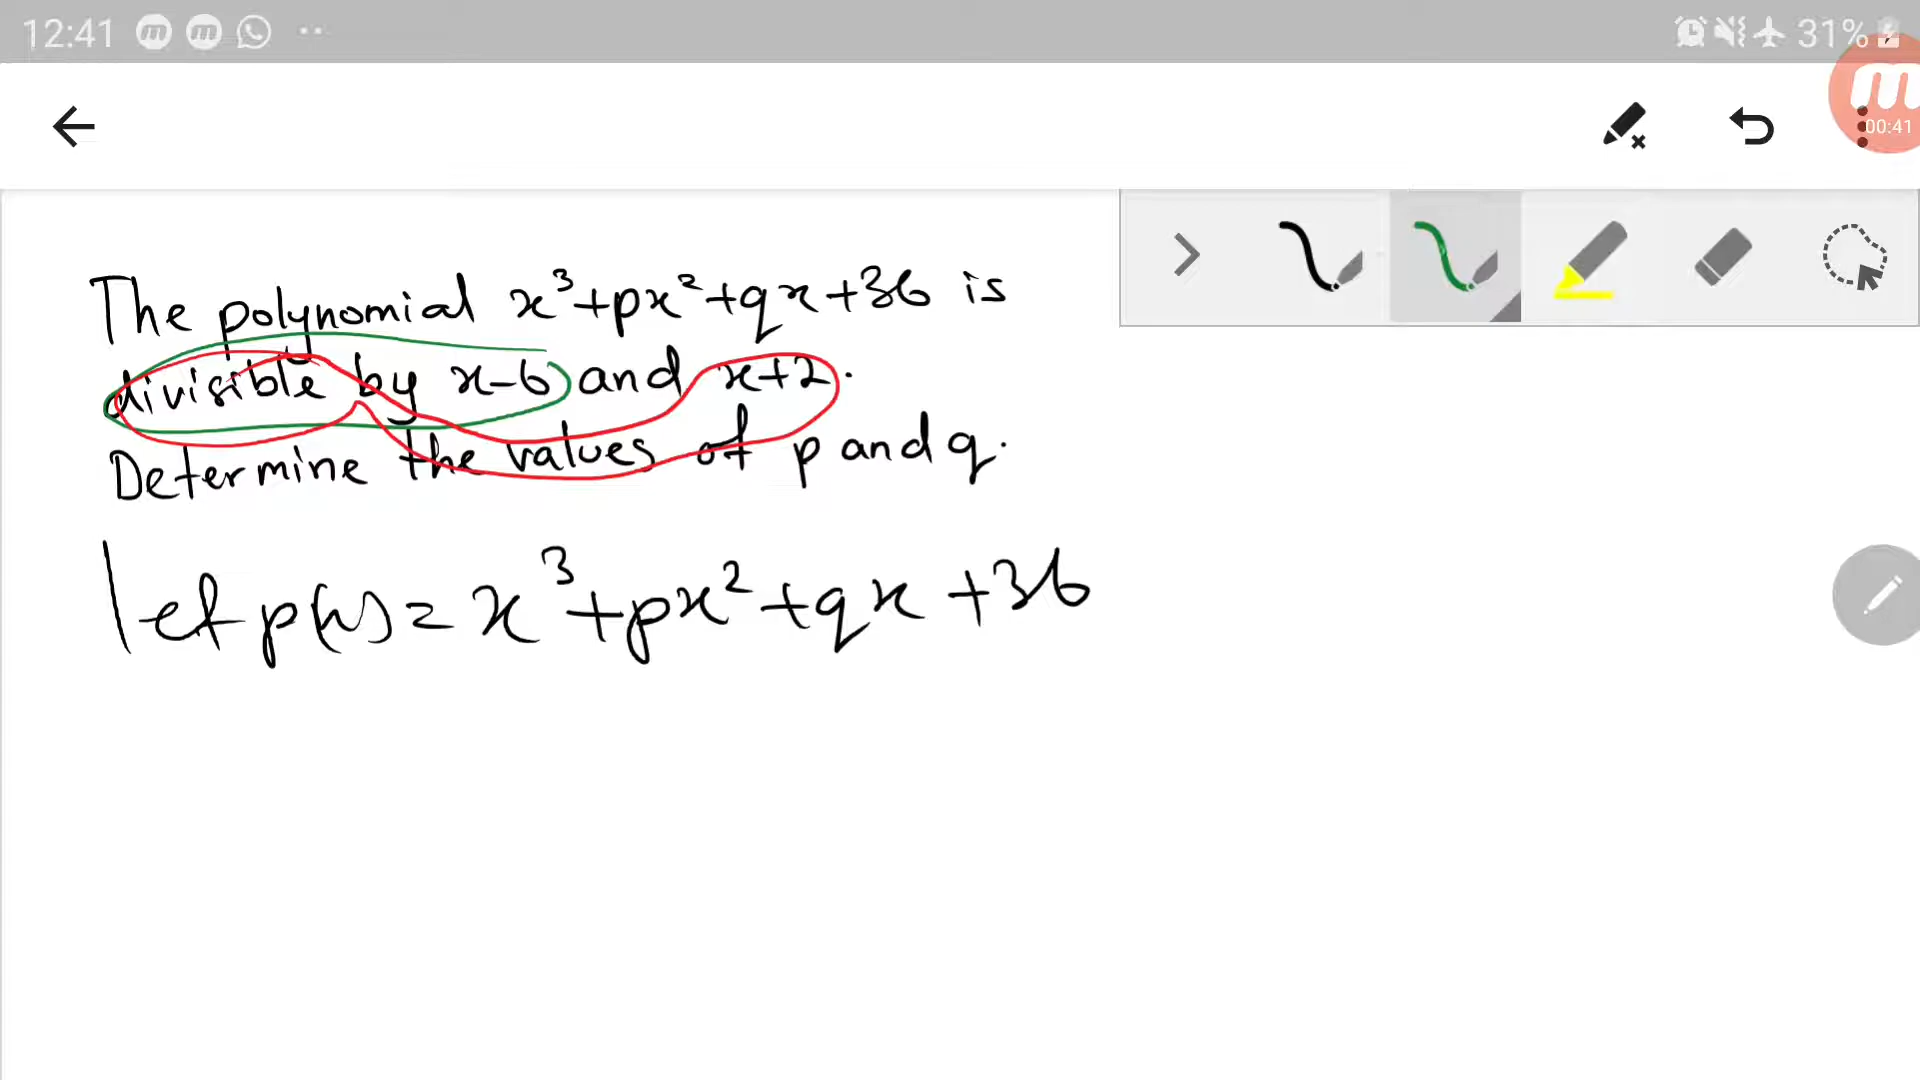 12:41
31%
00:41
The polynomial x³+px²+qx+36 is
divisible by x-6 and x+2.
Determine the values of p and q.
let p(x)=x³+px²+qx+36